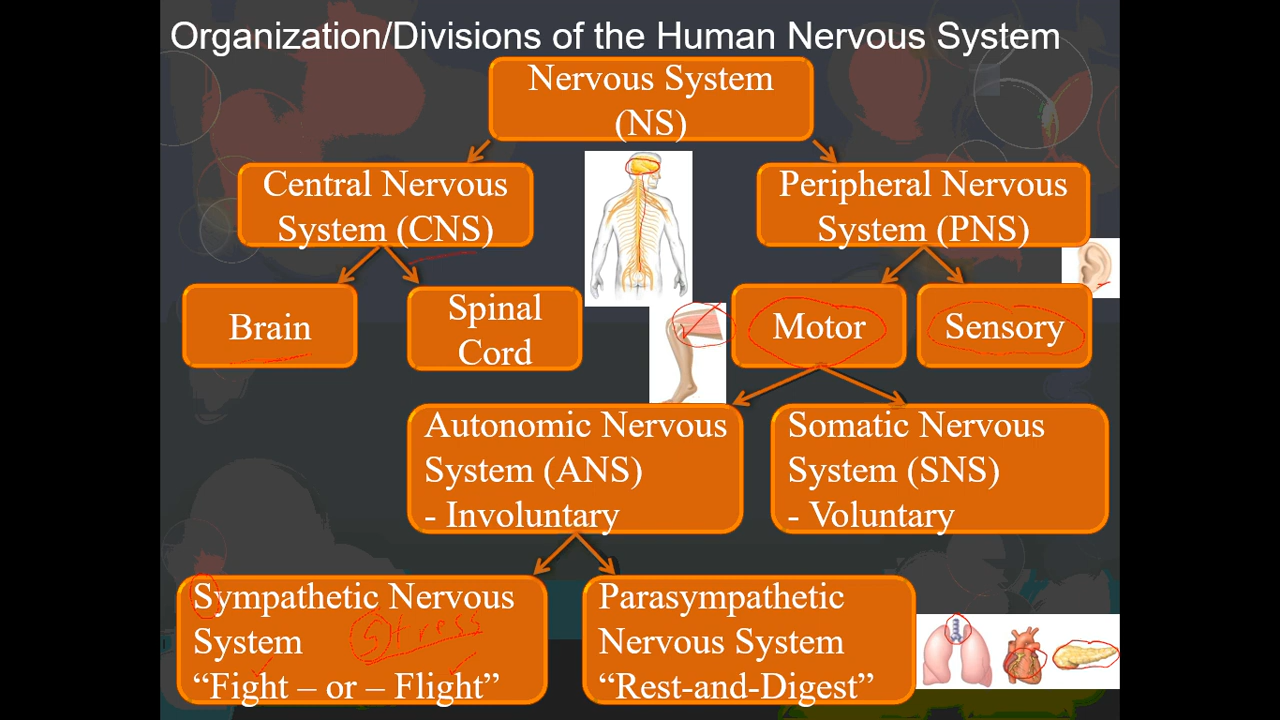 Organization/Divisions of the Human Nervous System
Nervous System
(NS)
Central Nervous
System (CNS)
Peripheral Nervous
System (PNS)
Brain
Spinal
Cord
Motor
Sensory
Autonomic Nervous
System (ANS)
- Involuntary
Somatic Nervous
System (SNS)
- Voluntary
Sympathetic Nervous
System
stress
“Fight – or – Flight”
Parasympathetic
Nervous System
“Rest-and-Digest”